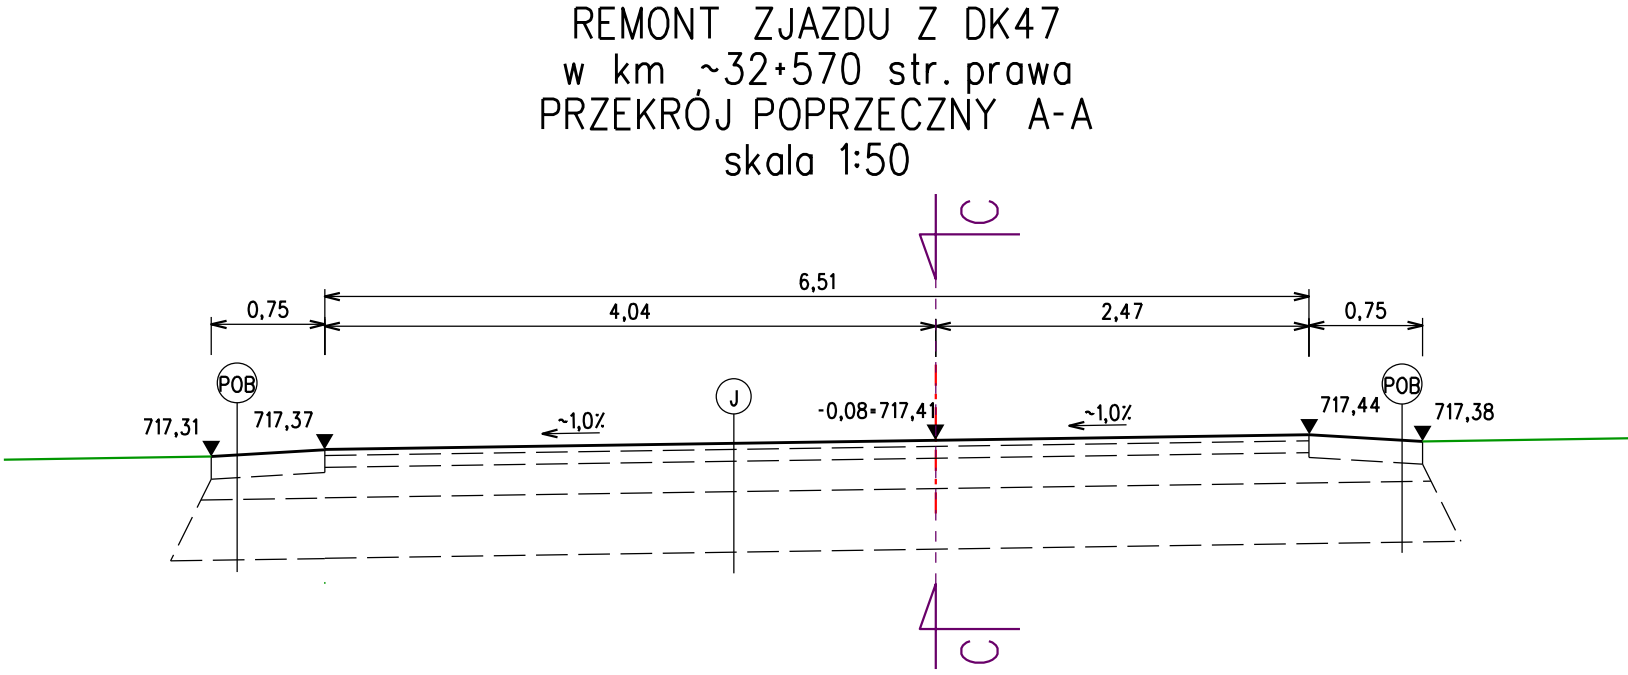 REMONT ZJAZDU Z DK47
w km ~32+570 str. prawa
PRZEKRÓJ POPRZECZNY A-A
skala 1:50
C
6,51
0,75
4,04
2,47
0,75
POB
J
POB
717,31
717,37
~1,0%
-0,08=717,41
~1,0%
717,44
717,38
C